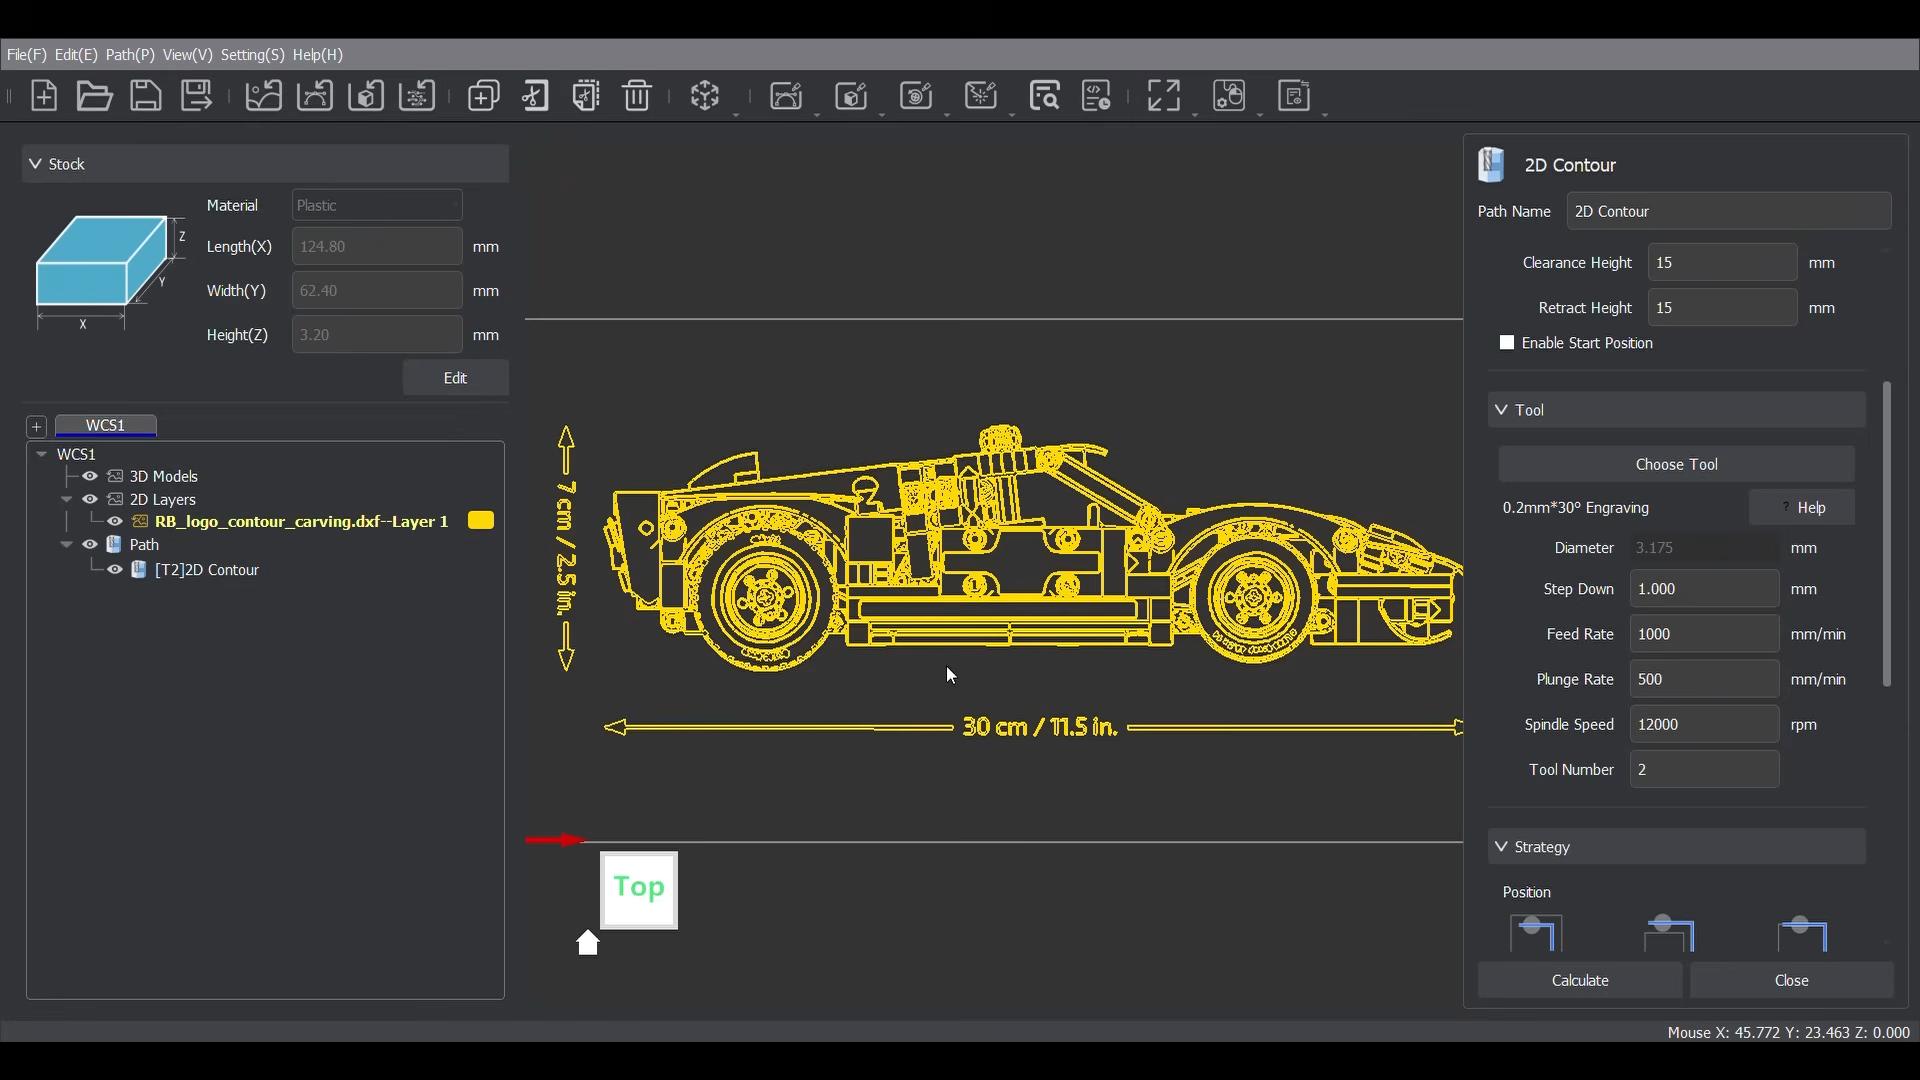 File(F) Edit(E) Path(P) View(V) Setting(S) Help(H)
Stock
Material Plastic
Length(X) 124.80 mm
Width(Y) 62.40 mm
Height(Z) 3.20 mm
Z
Y
X
Edit
+ WCS1
WCS1
3D Models
2D Layers
RB_logo_contour_carving.dxf--Layer 1
Path
[T2]2D Contour
7 cm / 2.5 in.
30 cm / 11.5 in.
Top
2D Contour
Path Name 2D Contour
Clearance Height 15 mm
Retract Height 15 mm
Enable Start Position
Tool
Choose Tool
0.2mm*30° Engraving ? Help
Diameter 3.175 mm
Step Down 1.000 mm
Feed Rate 1000 mm/min
Plunge Rate 500 mm/min
Spindle Speed 12000 rpm
Tool Number 2
Strategy
Position
Calculate Close
Mouse X: 45.772 Y: 23.463 Z: 0.000